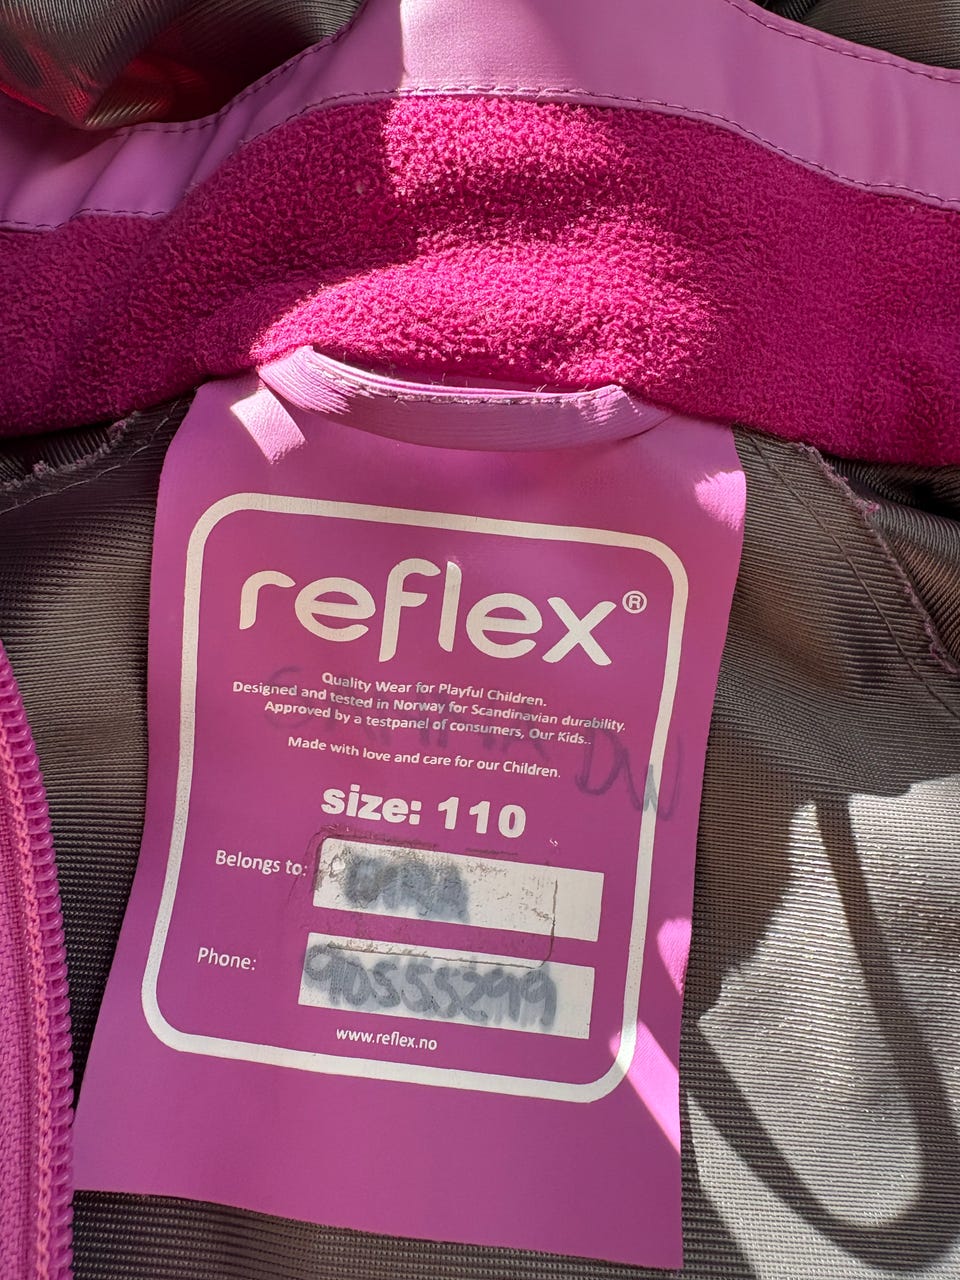 reflex®
Quality Wear for Playful Children.
Designed and tested in Norway for Scandinavian durability.
Approved by a testpanel of consumers, Our Kids..
Made with love and care for our Children.
size: 110
Belongs to:
Phone: 90555299
www.reflex.no